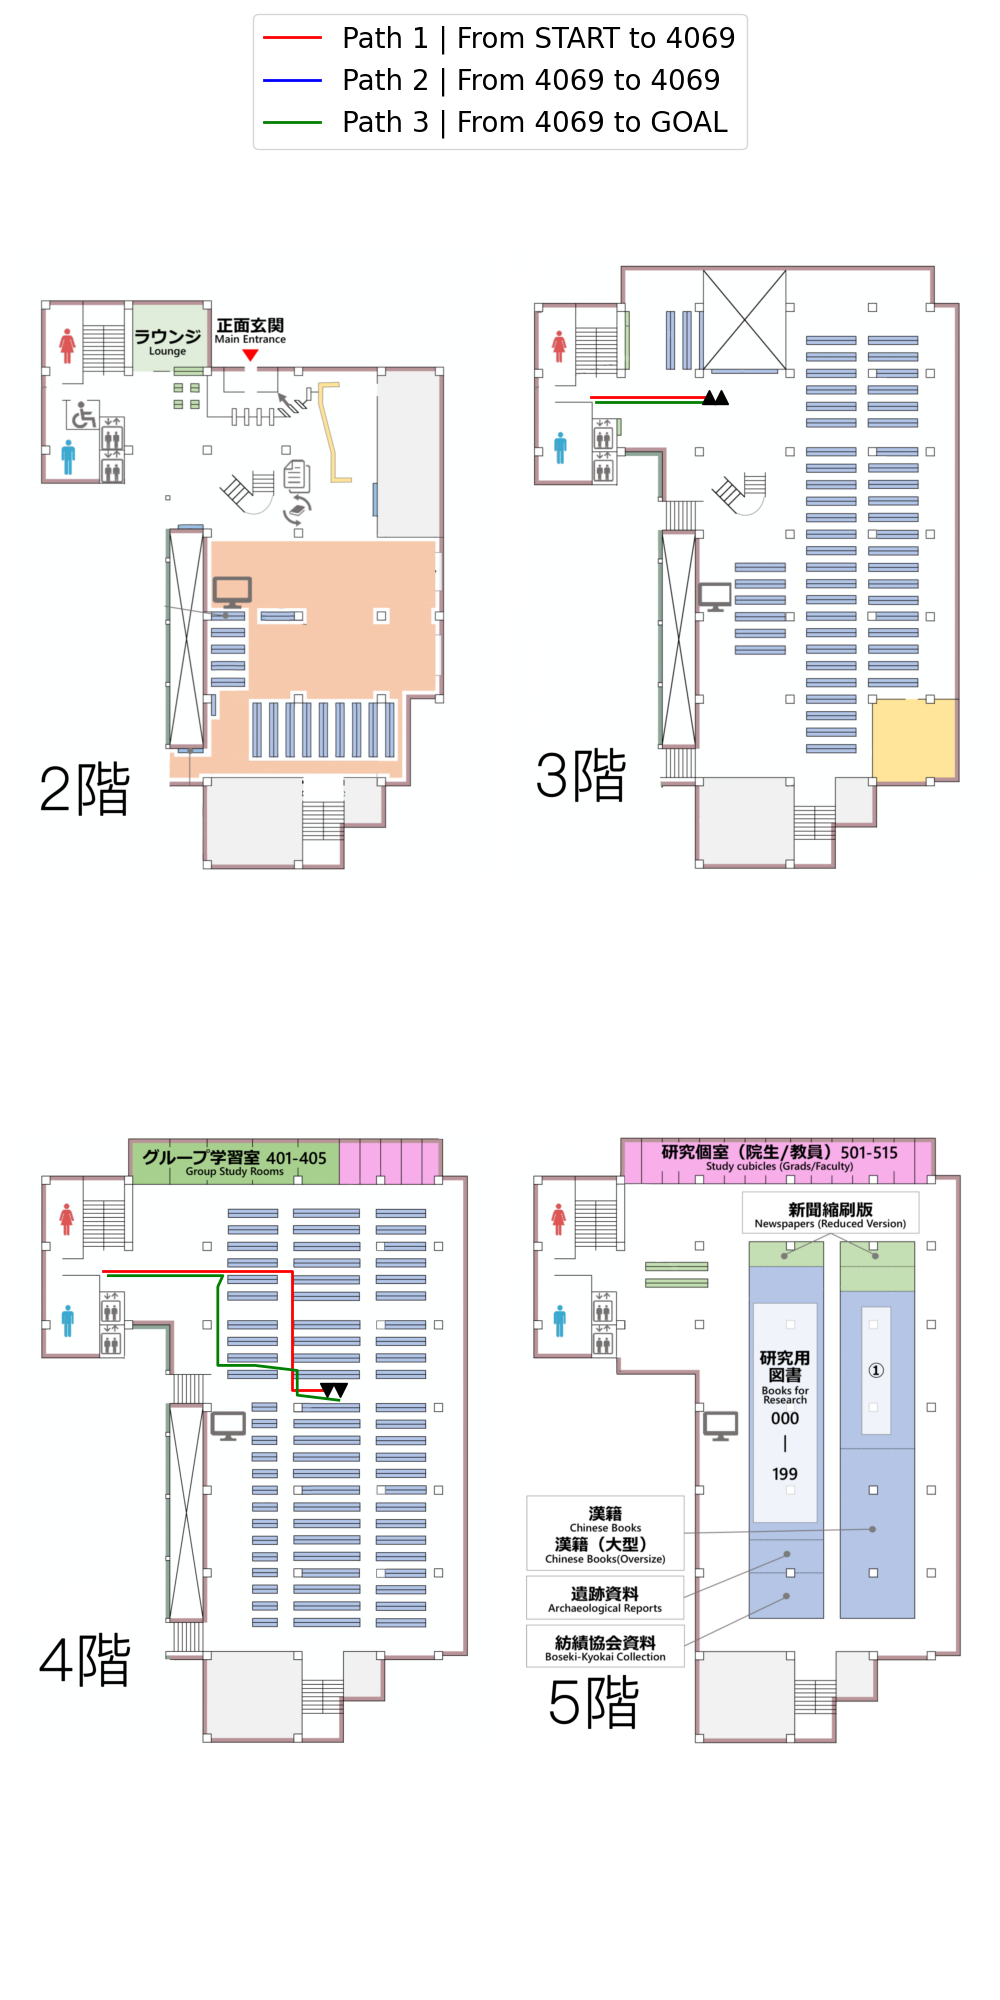 Path 1 | From START to 4069
Path 2 | From 4069 to 4069
Path 3 | From 4069 to GOAL
ラウンジ
Lounge
正面玄関
Main Entrance
2階
3階
グループ学習室 401-405
Group Study Rooms
4階
研究個室（院生/教員）501-515
Study cubicles (Grads/Faculty)
新聞縮刷版
Newspapers (Reduced Version)
研究用
図書
Books for
Research
000
|
199
①
漢籍
Chinese Books
漢籍（大型）
Chinese Books(Oversize)
遺跡資料
Archaeological Reports
紡績協会資料
Boseki-Kyokai Collection
5階